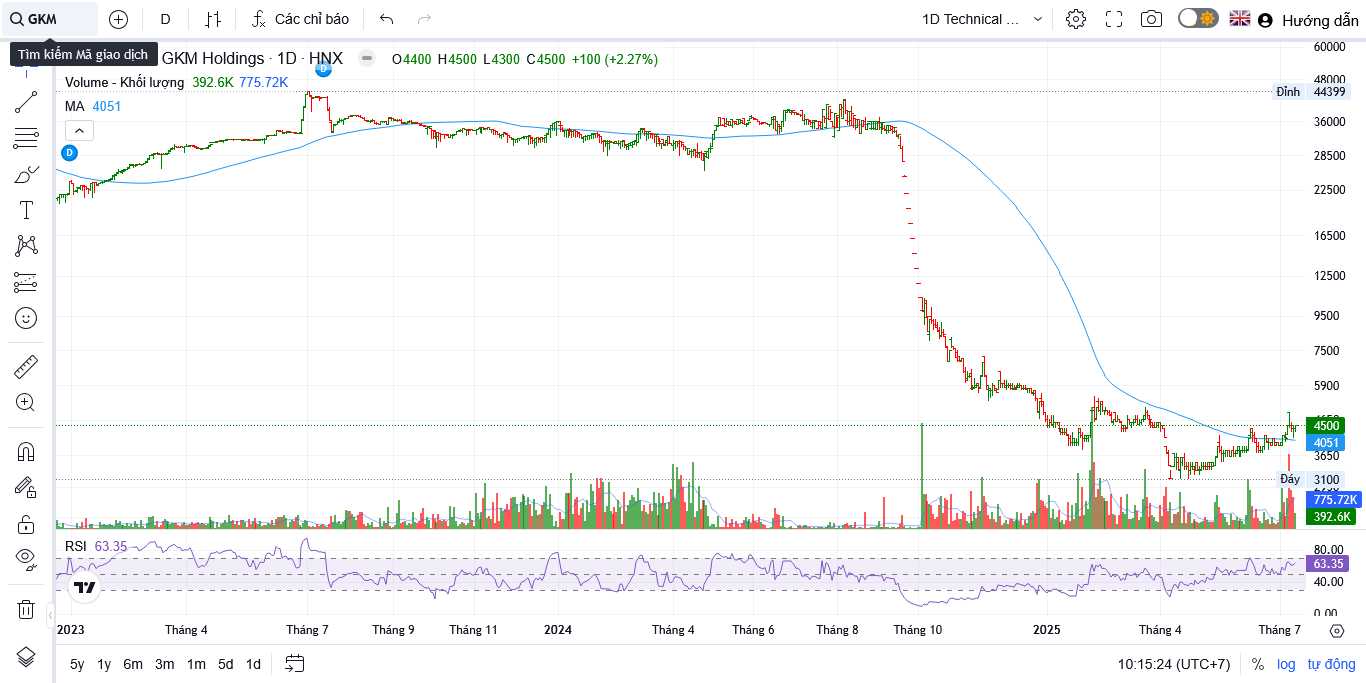 GKM
D
Các chỉ báo
1D Technical ...
Hướng dẫn
Tìm kiếm Mã giao dịch
GKM Holdings · 1D · HNX
O4400 H4500 L4300 C4500 +100 (+2.27%)
Volume - Khối lượng 392.6K 775.72K
MA 4051
D
D
60000
48000
Đỉnh 44399
36000
28500
22500
16500
12500
9500
7500
5900
4500
4051
3650
Đáy 3100
775.72K
392.6K
RSI 63.35
80.00
63.35
40.00
0.00
2023 Tháng 4 Tháng 7 Tháng 9 Tháng 11 2024 Tháng 4 Tháng 6 Tháng 8 Tháng 10 2025 Tháng 4 Tháng 7
5y 1y 6m 3m 1m 5d 1d
10:15:24 (UTC+7) % log tự động